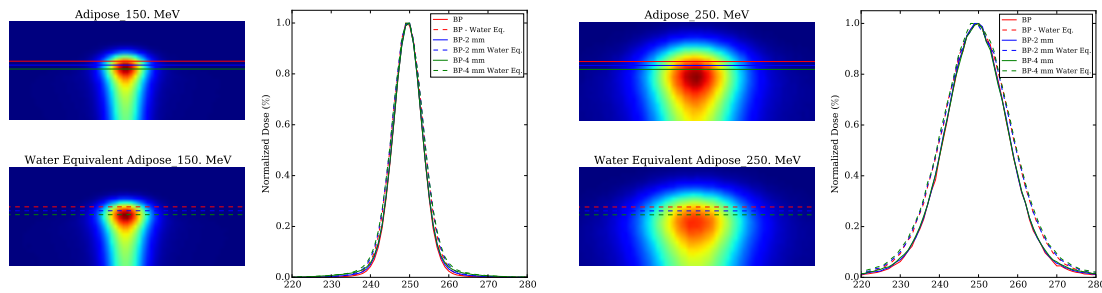 Adipose_150. MeV
Water Equivalent Adipose_150. MeV
Normalized Dose (%)
1.0
0.8
0.6
0.4
0.2
0.0
220 230 240 250 260 270 280
BP
BP - Water Eq.
BP-2 mm
BP-2 mm Water Eq.
BP-4 mm
BP-4 mm Water Eq.
Adipose_250. MeV
Water Equivalent Adipose_250. MeV
Normalized Dose (%)
1.0
0.8
0.6
0.4
0.2
0.0
220 230 240 250 260 270 280
BP
BP - Water Eq.
BP-2 mm
BP-2 mm Water Eq.
BP-4 mm
BP-4 mm Water Eq.